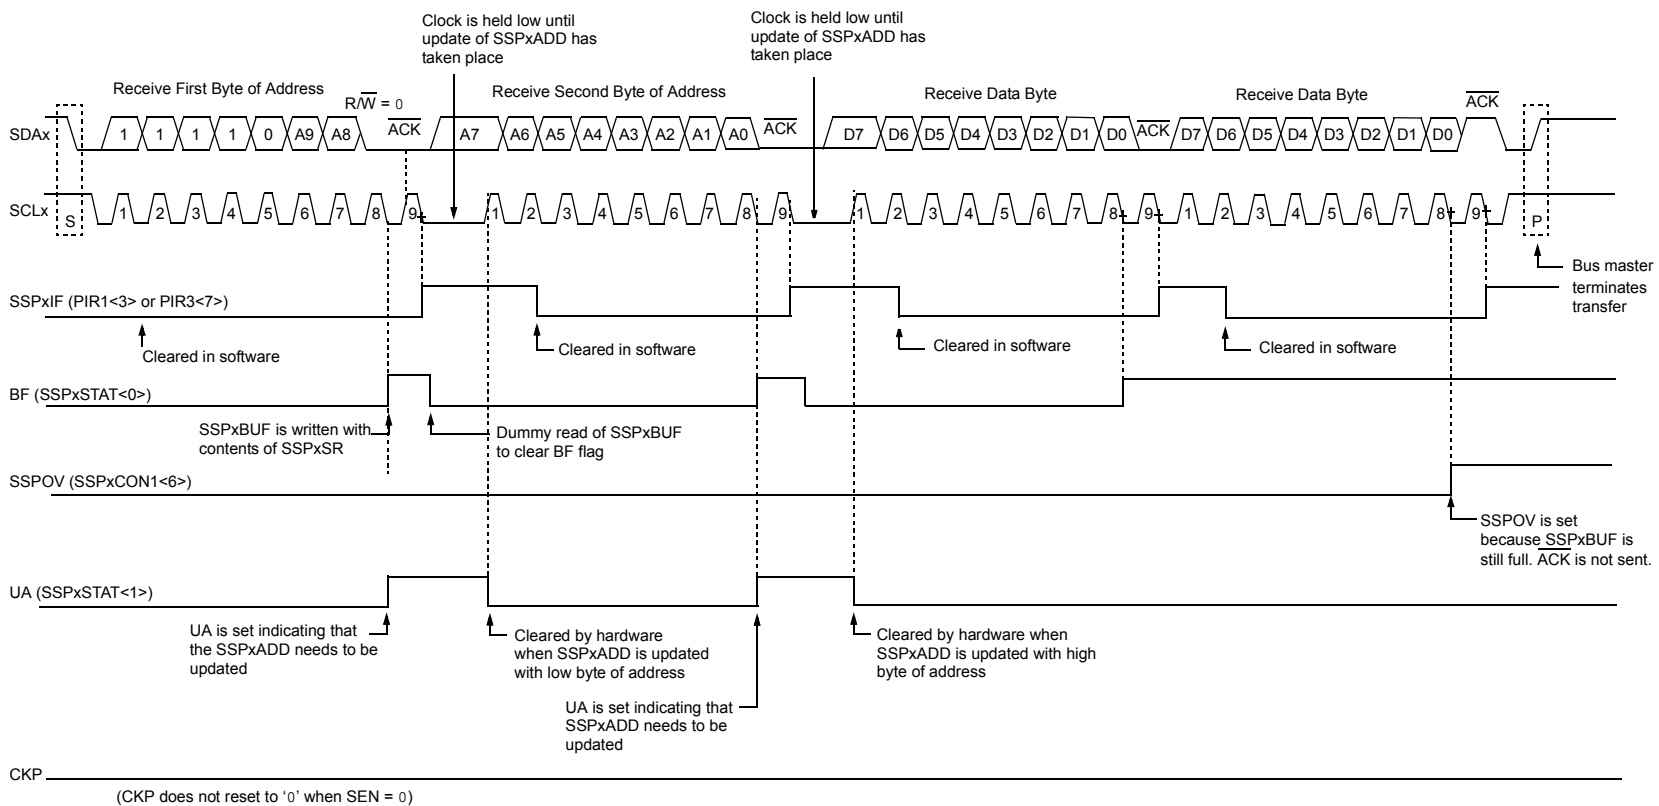 Clock is held low until
update of SSPxADD has
taken place
Clock is held low until
update of SSPxADD has
taken place
Receive First Byte of Address
R/W = 0
Receive Second Byte of Address
Receive Data Byte
Receive Data Byte
ACK
SDAx
1 1 1 1 0 A9 A8 ACK A7 A6 A5 A4 A3 A2 A1 A0 ACK D7 D6 D5 D4 D3 D2 D1 D0 ACK D7 D6 D5 D4 D3 D2 D1 D0
SCLx
S 1 2 3 4 5 6 7 8 9 1 2 3 4 5 6 7 8 9 1 2 3 4 5 6 7 8 9 1 2 3 4 5 6 7 8 9 P
Bus master
terminates
transfer
SSPxIF (PIR1<3> or PIR3<7>)
Cleared in software
Cleared in software
Cleared in software
Cleared in software
BF (SSPxSTAT<0>)
SSPxBUF is written with
contents of SSPxSR
Dummy read of SSPxBUF
to clear BF flag
SSPOV (SSPxCON1<6>)
SSPOV is set
because SSPxBUF is
still full. ACK is not sent.
UA (SSPxSTAT<1>)
UA is set indicating that
the SSPxADD needs to be
updated
Cleared by hardware
when SSPxADD is updated
with low byte of address
UA is set indicating that
SSPxADD needs to be
updated
Cleared by hardware when
SSPxADD is updated with high
byte of address
CKP
(CKP does not reset to ‘0’ when SEN = 0)